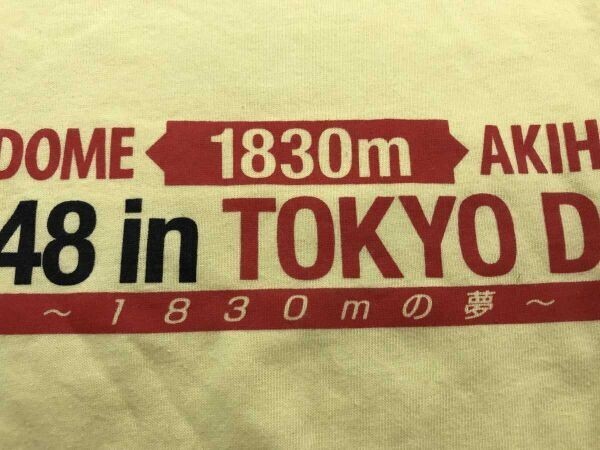 DOME 1830m AKIH
48 in TOKYO D
～1830mの夢～